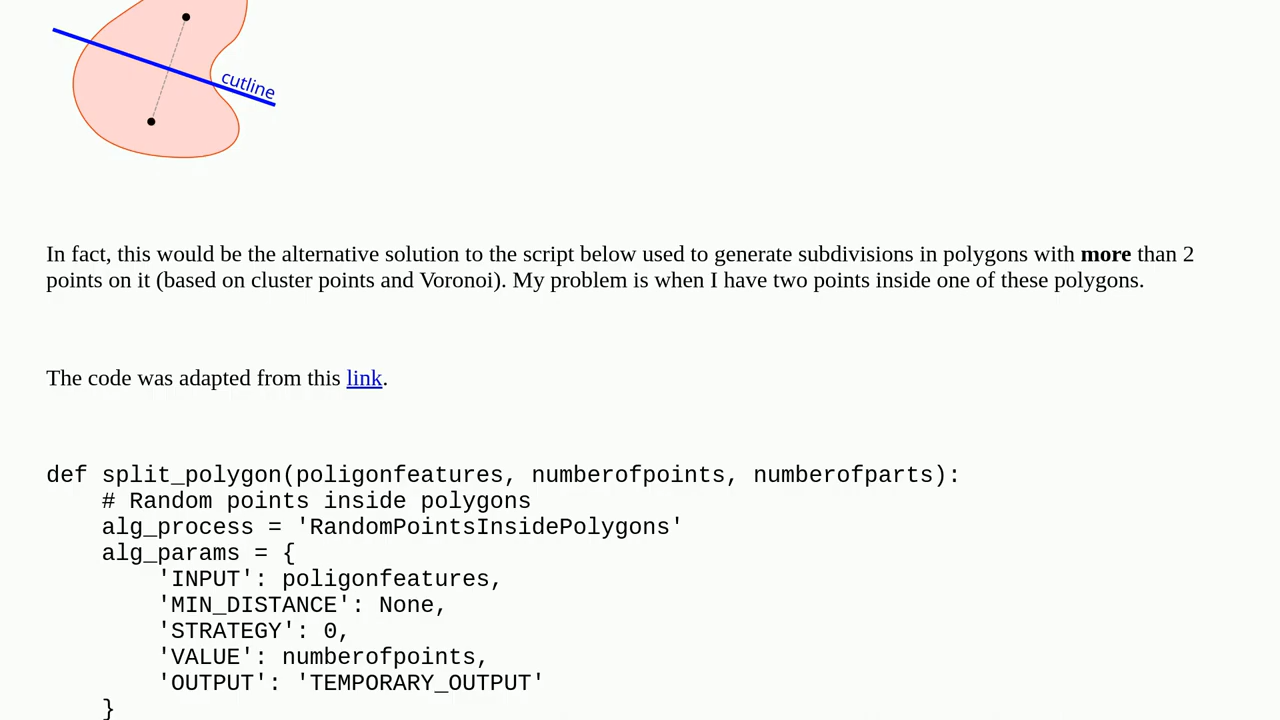 cutline
In fact, this would be the alternative solution to the script below used to generate subdivisions in polygons with more than 2
points on it (based on cluster points and Voronoi). My problem is when I have two points inside one of these polygons.
The code was adapted from this link.
def split_polygon(poligonfeatures, numberofpoints, numberofparts):
    # Random points inside polygons
    alg_process = 'RandomPointsInsidePolygons'
    alg_params = {
        'INPUT': poligonfeatures,
        'MIN_DISTANCE': None,
        'STRATEGY': 0,
        'VALUE': numberofpoints,
        'OUTPUT': 'TEMPORARY_OUTPUT'
    }